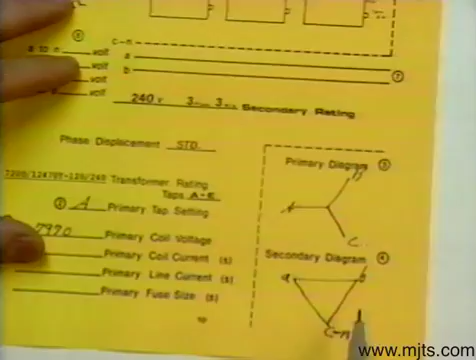 ⑥
a to n ___ volt
c-n
volt
a
volt
b
⑦
volt
240 V 3 Secondary Rating
Phase Displacement STD.
7200/12470Y-120/240 Transformer Rating
Taps A-E
② A Primary Tap Setting
7970 Primary Coil Voltage
Primary Coil Current (s)
Primary Line Current (s)
Primary Fuse Size (s)
Primary Diagram ③
B
A
C
Secondary Diagram ④
a
b
www.mjts.com